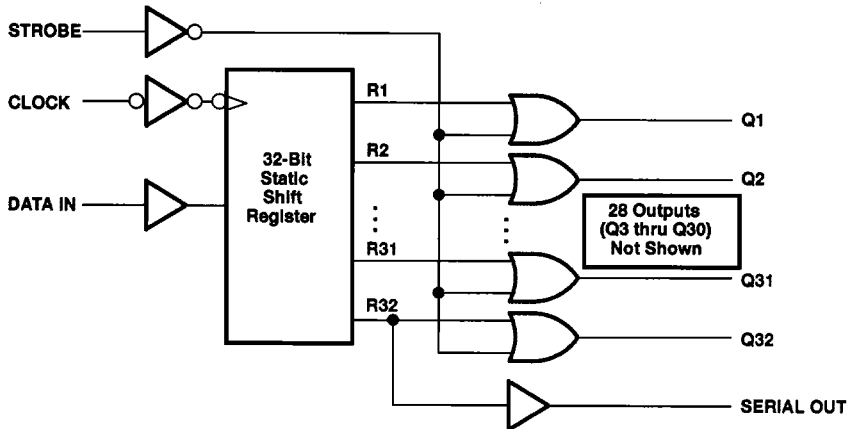 STROBE
CLOCK
DATA IN
32-Bit
Static
Shift
Register
R1
R2
R31
R32
Q1
Q2
28 Outputs
(Q3 thru Q30)
Not Shown
Q31
Q32
SERIAL OUT